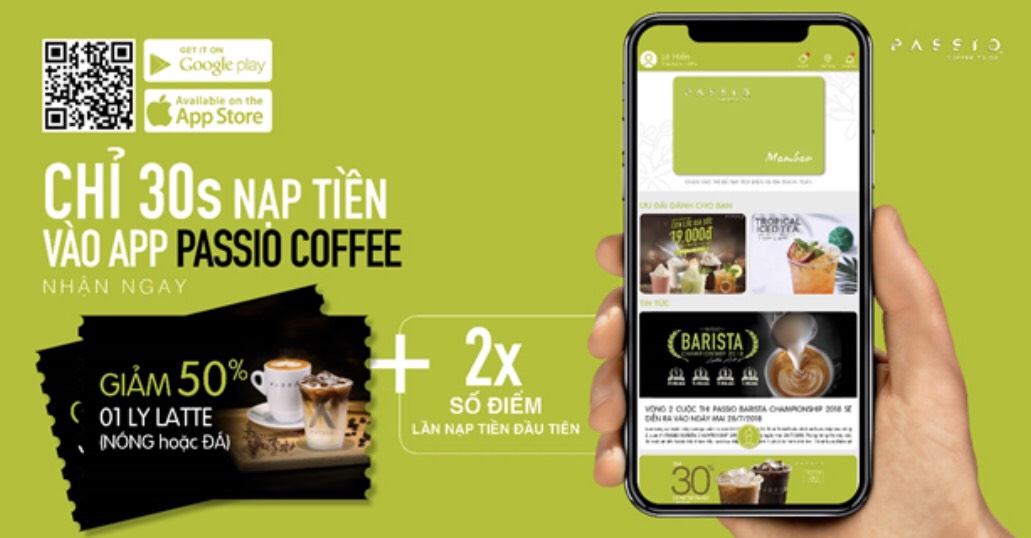 GET IT ON
Google play
Available on the
App Store
CHỈ 30s NẠP TIỀN
VÀO APP PASSIO COFFEE
NHẬN NGAY
GIẢM 50%
01 LY LATTE
(NÓNG hoặc ĐÁ)
+ 2x
SỐ ĐIỂM
LẦN NẠP TIỀN ĐẦU TIÊN
PASSIO
COFFEE TO GO
Lê Hiển
PASSIO
Member
ƯU ĐÃI DÀNH CHO BẠN
19.000đ
TROPICAL
ICED TEA
TIN TỨC
BARISTA
CHAMPIONSHIP 2018
VÒNG 2 CUỘC THI PASSIO BARISTA CHAMPIONSHIP 2018 SẼ
DIỄN RA VÀO NGÀY MAI 28/7/2018
30%